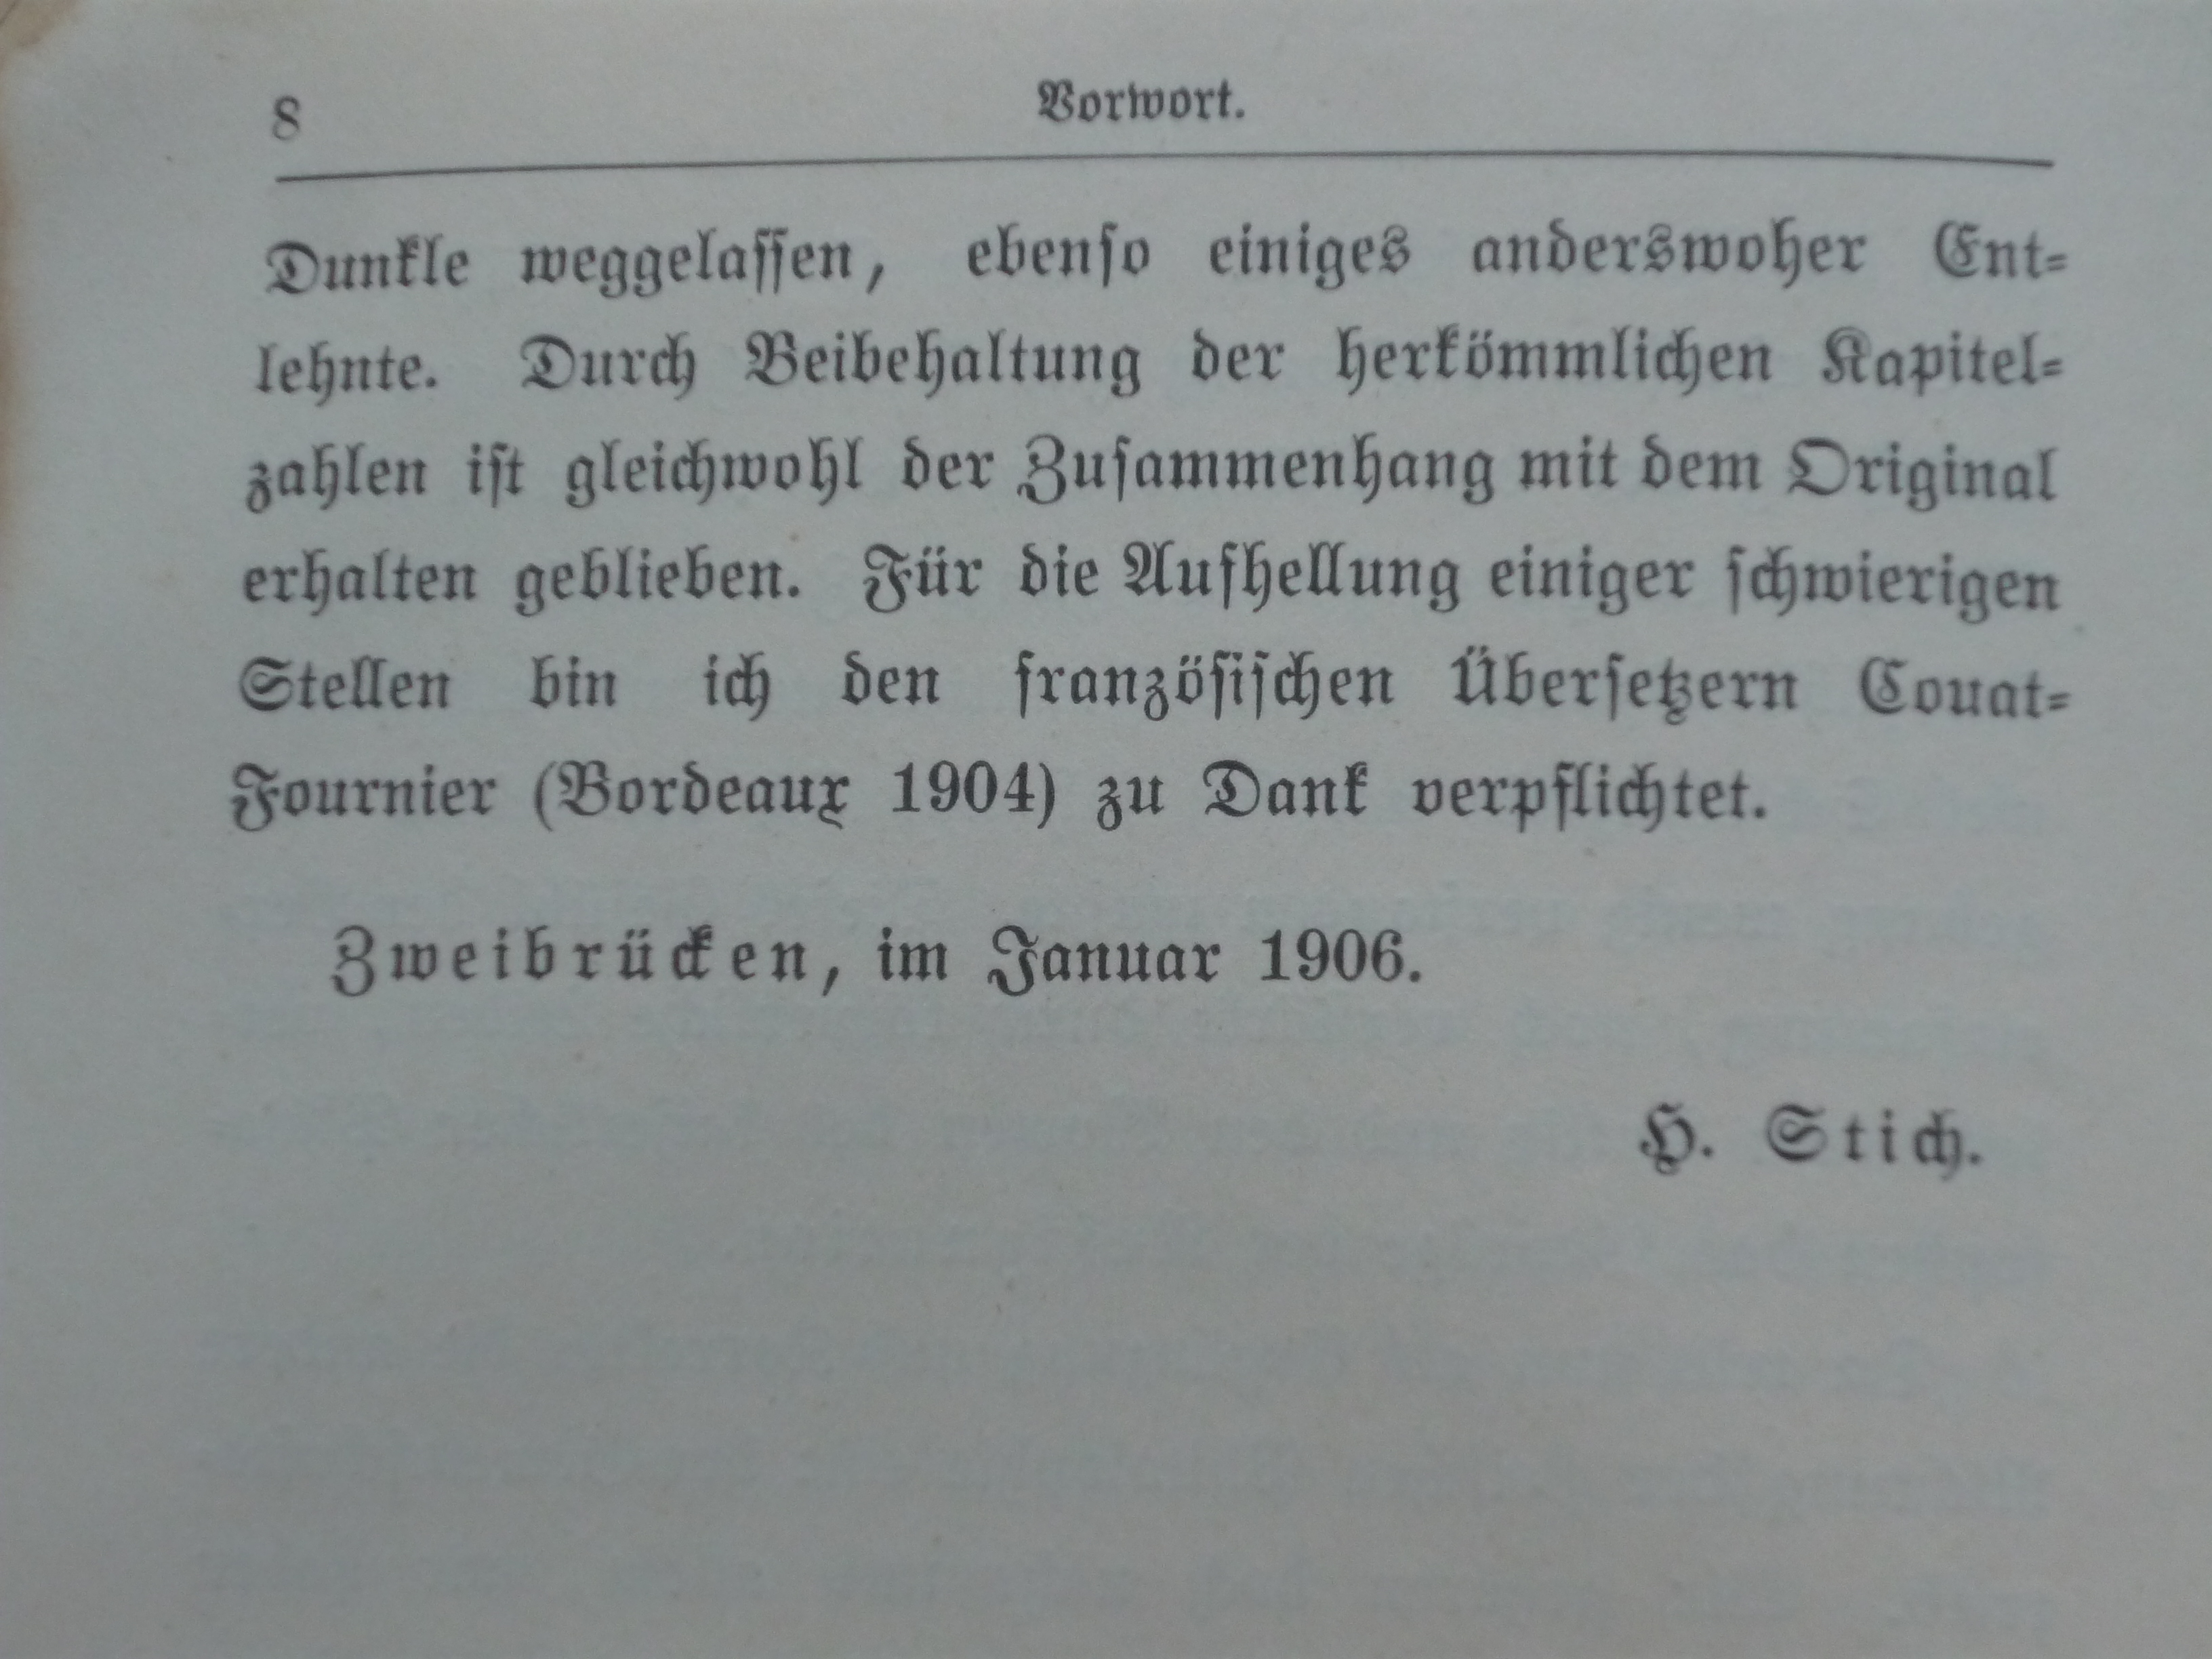 8 Vorwort.
Dunkle weggelassen, ebenso einiges anderswoher Ent-
lehnte. Durch Beibehaltung der herkömmlichen Kapitel-
zahlen ist gleichwohl der Zusammenhang mit dem Original
erhalten geblieben. Für die Aufhellung einiger schwierigen
Stellen bin ich den französischen Übersetzern Couat-
Fournier (Bordeaux 1904) zu Dank verpflichtet.
Zweibrücken, im Januar 1906.
H. Stich.